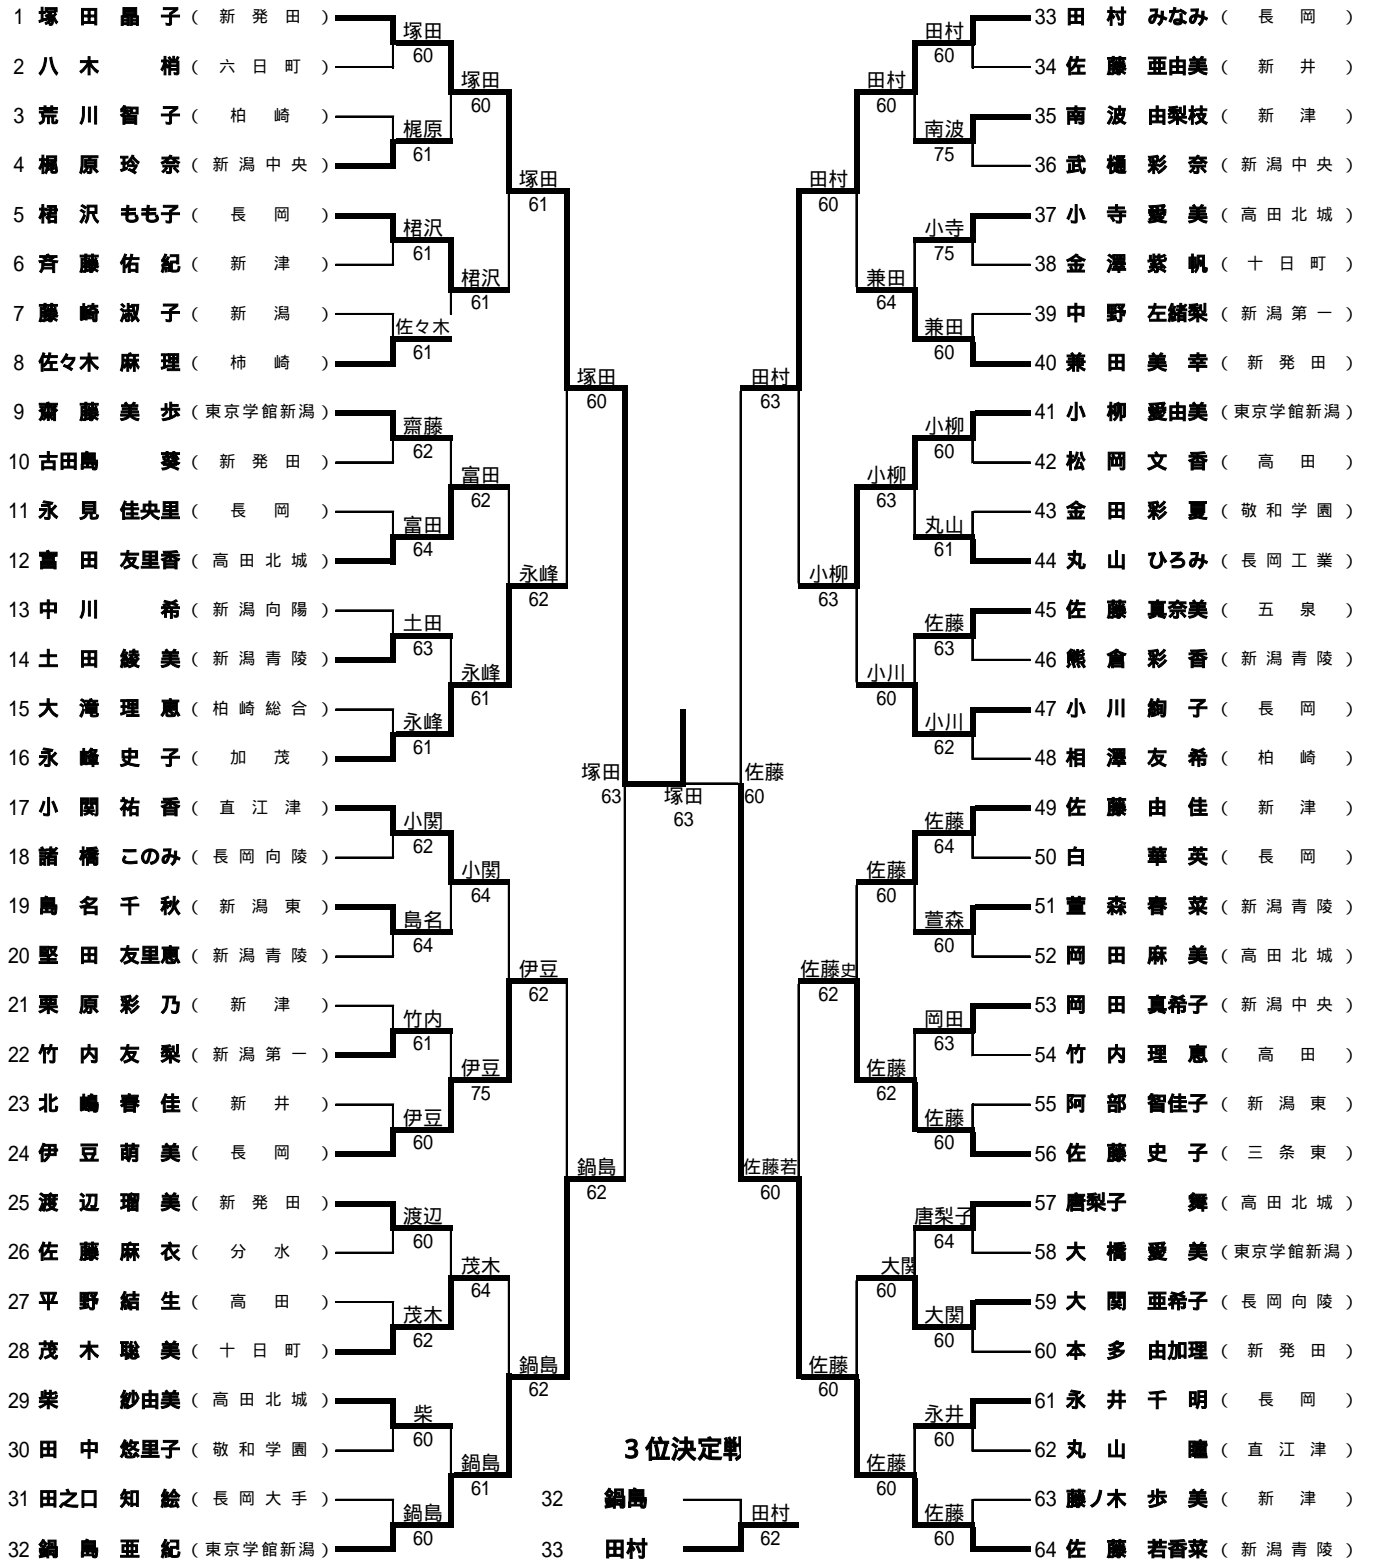 1 塚田晶子（新発田）
2 八木梢（六日町）
3 荒川智子（柏崎）
4 梶原玲奈（新潟中央）
5 桾沢もも子（長岡）
6 斉藤佑紀（新津）
7 藤崎淑子（新潟）
8 佐々木麻理（柿崎）
9 齋藤美歩（東京学館新潟）
10 古田島葵（新発田）
11 永見佳央里（長岡）
12 富田友里香（高田北城）
13 中川希（新潟向陽）
14 土田綾美（新潟青陵）
15 大滝理恵（柏崎総合）
16 永峰史子（加茂）
17 小関祐香（直江津）
18 諸橋このみ（長岡向陵）
19 島名千秋（新潟東）
20 堅田友里恵（新潟青陵）
21 栗原彩乃（新津）
22 竹内友梨（新潟第一）
23 北嶋春佳（新井）
24 伊豆萌美（長岡）
25 渡辺瑠美（新発田）
26 佐藤麻衣（分水）
27 平野結生（高田）
28 茂木聡美（十日町）
29 柴紗由美（高田北城）
30 田中悠里子（敬和学園）
31 田之口知絵（長岡大手）
32 鍋島亜紀（東京学館新潟）
塚田
60
梶原
61
桾沢
61
佐々木
61
齋藤
62
富田
64
土田
63
永峰
61
小関
62
島名
64
竹内
61
伊豆
60
渡辺
60
茂木
62
柴
60
鍋島
60
塚田
60
桾沢
61
富田
62
永峰
61
小関
64
伊豆
75
茂木
64
鍋島
61
塚田
61
永峰
62
伊豆
62
鍋島
62
塚田
60
鍋島
62
塚田
63
塚田
63
佐藤
60
田村
63
佐藤若
60
田村
60
小柳
63
佐藤史
62
佐藤
60
田村
60
兼田
64
小柳
63
小川
60
佐藤
60
佐藤
62
大関
60
佐藤
60
田村
60
南波
75
小寺
75
兼田
60
小柳
60
丸山
61
佐藤
63
小川
62
佐藤
64
萱森
60
岡田
63
佐藤
60
唐梨子
64
大関
60
永井
60
佐藤
60
33 田村みなみ（長岡）
34 佐藤亜由美（新井）
35 南波由梨枝（新津）
36 武樋彩奈（新潟中央）
37 小寺愛美（高田北城）
38 金澤紫帆（十日町）
39 中野左緒梨（新潟第一）
40 兼田美幸（新発田）
41 小柳愛由美（東京学館新潟）
42 松岡文香（高田）
43 金田彩夏（敬和学園）
44 丸山ひろみ（長岡工業）
45 佐藤真奈美（五泉）
46 熊倉彩香（新潟青陵）
47 小川絢子（長岡）
48 相澤友希（柏崎）
49 佐藤由佳（新津）
50 白華英（長岡）
51 萱森春菜（新潟青陵）
52 岡田麻美（高田北城）
53 岡田真希子（新潟中央）
54 竹内理恵（高田）
55 阿部智佳子（新潟東）
56 佐藤史子（三条東）
57 唐梨子舞（高田北城）
58 大橋愛美（東京学館新潟）
59 大関亜希子（長岡向陵）
60 本多由加理（新発田）
61 永井千明（長岡）
62 丸山瞳（直江津）
63 藤ノ木歩美（新津）
64 佐藤若香菜（新潟青陵）
３位決定戦
32 鍋島
33 田村
田村
62